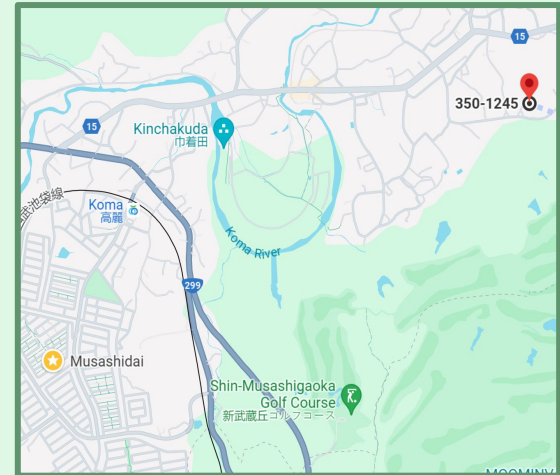 15
350-1245
Kinchakuda
巾着田
15
Koma
高麗
武池袋線
Koma River
299
Musashidai
Shin-Musashigaoka
Golf Course
新武蔵丘ゴルフコース